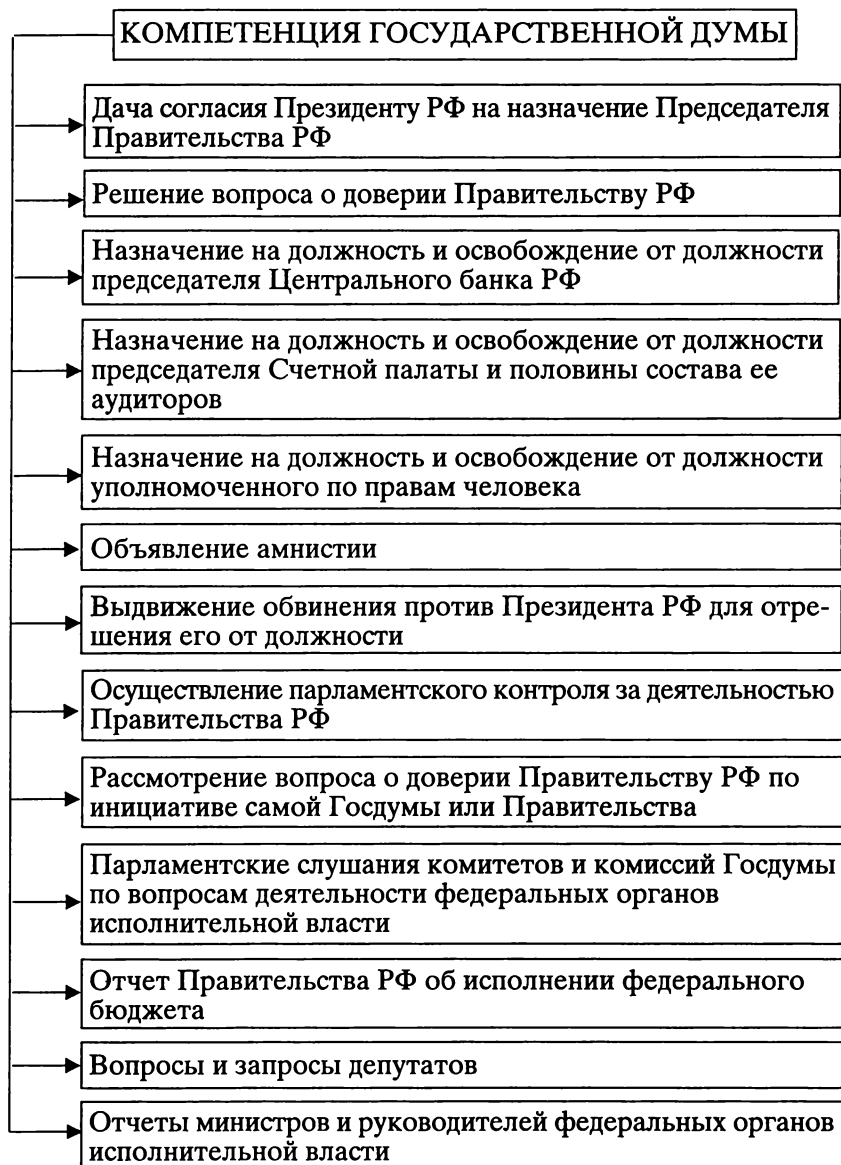 КОМПЕТЕНЦИЯ ГОСУДАРСТВЕННОЙ ДУМЫ
Дача согласия Президенту РФ на назначение Председателя
Правительства РФ
Решение вопроса о доверии Правительству РФ
Назначение на должность и освобождение от должности
председателя Центрального банка РФ
Назначение на должность и освобождение от должности
председателя Счетной палаты и половины состава ее
аудиторов
Назначение на должность и освобождение от должности
уполномоченного по правам человека
Объявление амнистии
Выдвижение обвинения против Президента РФ для отре-
шения его от должности
Осуществление парламентского контроля за деятельностью
Правительства РФ
Рассмотрение вопроса о доверии Правительству РФ по
инициативе самой Госдумы или Правительства
Парламентские слушания комитетов и комиссий Госдумы
по вопросам деятельности федеральных органов
исполнительной власти
Отчет Правительства РФ об исполнении федерального
бюджета
Вопросы и запросы депутатов
Отчеты министров и руководителей федеральных органов
исполнительной власти